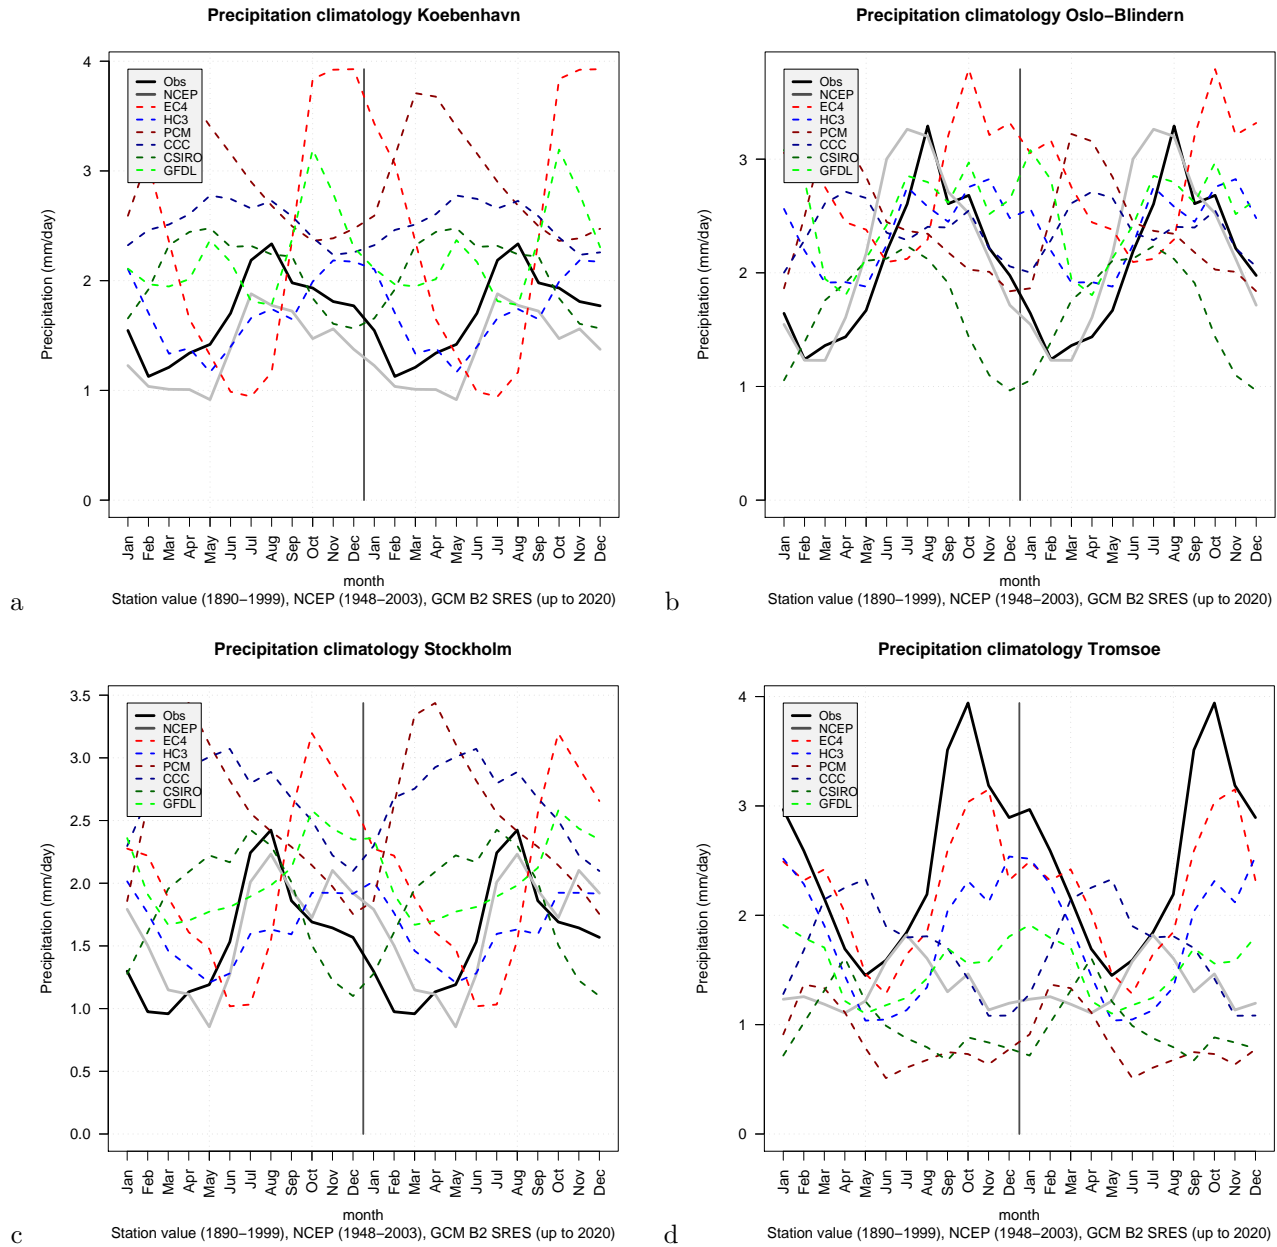 Precipitation climatology Koebenhavn
Precipitation (mm/day)
0
1
2
3
4
Obs
NCEP
EC4
HC3
PCM
CCC
CSIRO
GFDL
Jan Feb Mar Apr May Jun Jul Aug Sep Oct Nov Dec Jan Feb Mar Apr May Jun Jul Aug Sep Oct Nov Dec
month
Station value (1890−1999), NCEP (1948−2003), GCM B2 SRES (up to 2020)
a
Precipitation climatology Oslo−Blindern
Precipitation (mm/day)
0
1
2
3
Obs
NCEP
EC4
HC3
PCM
CCC
CSIRO
GFDL
Jan Feb Mar Apr May Jun Jul Aug Sep Oct Nov Dec Jan Feb Mar Apr May Jun Jul Aug Sep Oct Nov Dec
month
Station value (1890−1999), NCEP (1948−2003), GCM B2 SRES (up to 2020)
b
Precipitation climatology Stockholm
Precipitation (mm/day)
0.0
0.5
1.0
1.5
2.0
2.5
3.0
3.5
Obs
NCEP
EC4
HC3
PCM
CCC
CSIRO
GFDL
Jan Feb Mar Apr May Jun Jul Aug Sep Oct Nov Dec Jan Feb Mar Apr May Jun Jul Aug Sep Oct Nov Dec
month
Station value (1890−1999), NCEP (1948−2003), GCM B2 SRES (up to 2020)
c
Precipitation climatology Tromsoe
Precipitation (mm/day)
0
1
2
3
4
Obs
NCEP
EC4
HC3
PCM
CCC
CSIRO
GFDL
Jan Feb Mar Apr May Jun Jul Aug Sep Oct Nov Dec Jan Feb Mar Apr May Jun Jul Aug Sep Oct Nov Dec
month
Station value (1890−1999), NCEP (1948−2003), GCM B2 SRES (up to 2020)
d